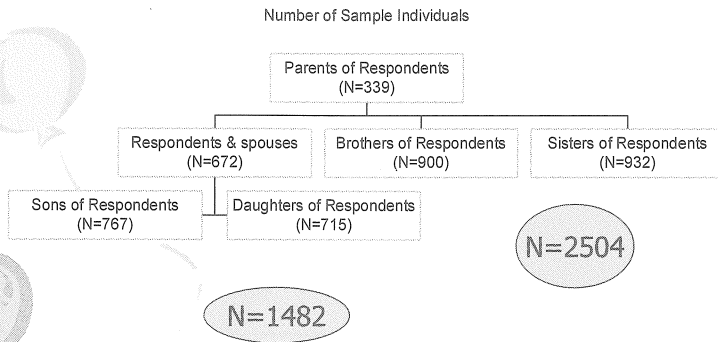 Number of Sample Individuals
Parents of Respondents
(N=339)
Respondents & spouses
(N=672)
Brothers of Respondents
(N=900)
Sisters of Respondents
(N=932)
Sons of Respondents
(N=767)
Daughters of Respondents
(N=715)
N=2504
N=1482